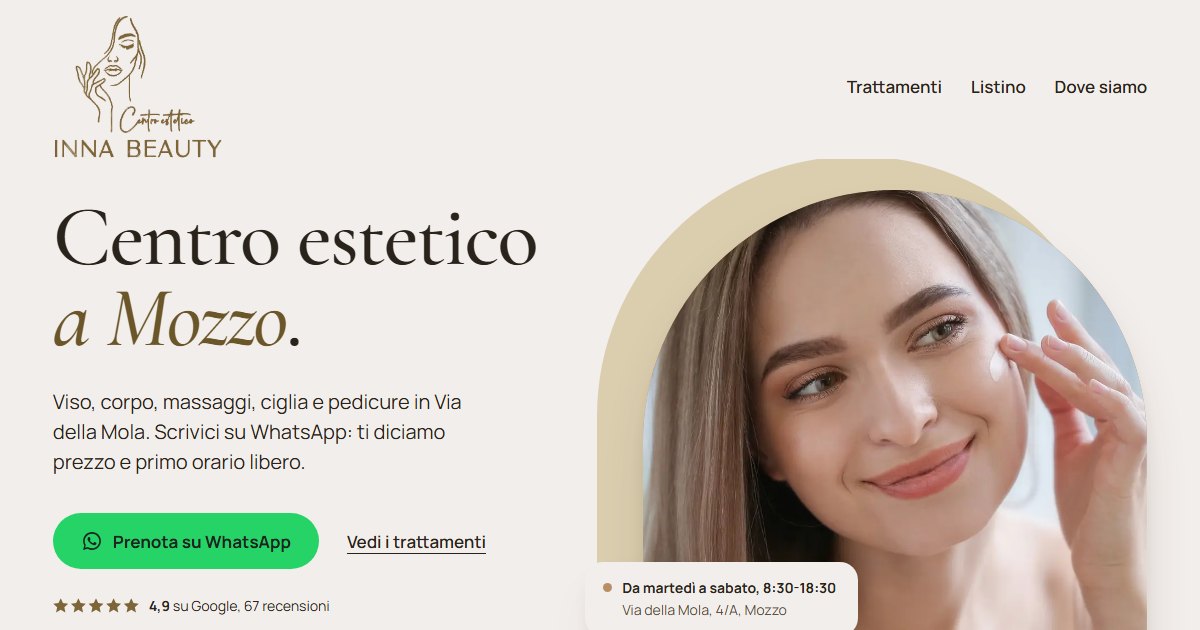 Centro estetico
INNA BEAUTY
Trattamenti Listino Dove siamo
Centro estetico
a Mozzo.
Viso, corpo, massaggi, ciglia e pedicure in Via
della Mola. Scrivici su WhatsApp: ti diciamo
prezzo e primo orario libero.
Prenota su WhatsApp Vedi i trattamenti
4,9 su Google, 67 recensioni
Da martedì a sabato, 8:30-18:30
Via della Mola, 4/A, Mozzo